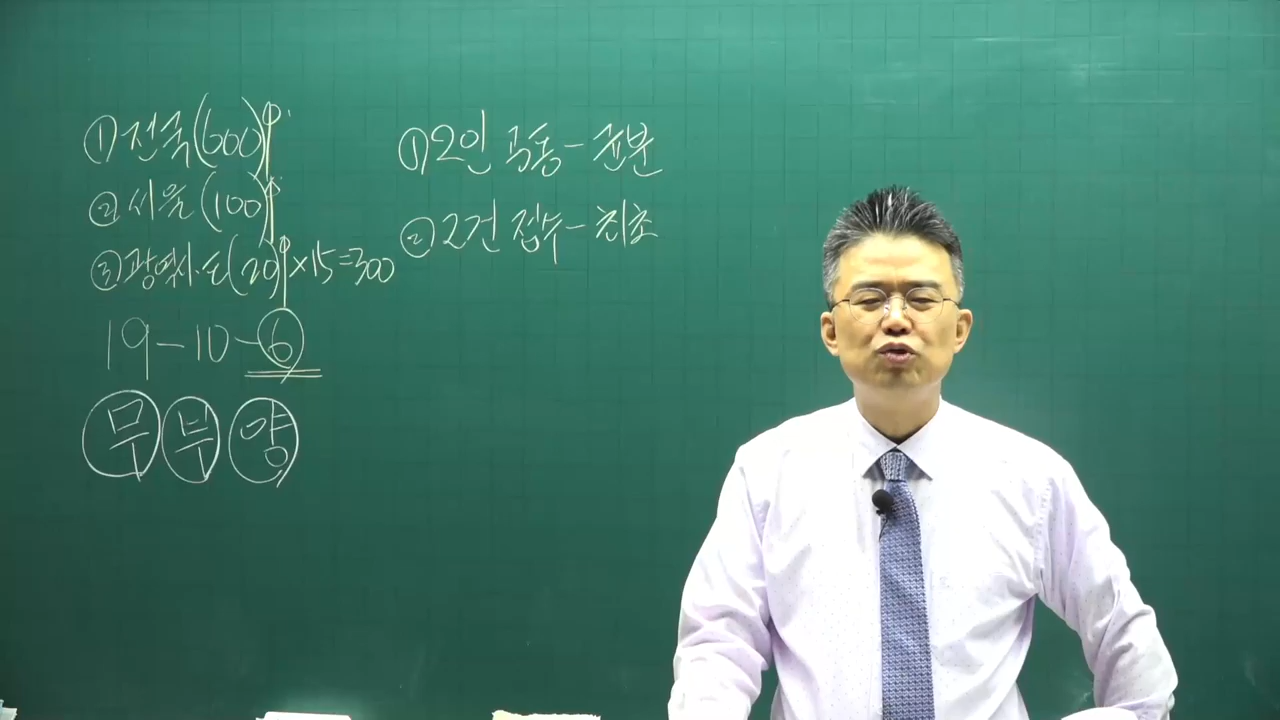 ①전국(600)
②서울(100)
③광역시·도(20)×15=300
19-10-6
무 부 양
①2인 공동-균분
②2건 접수-최초